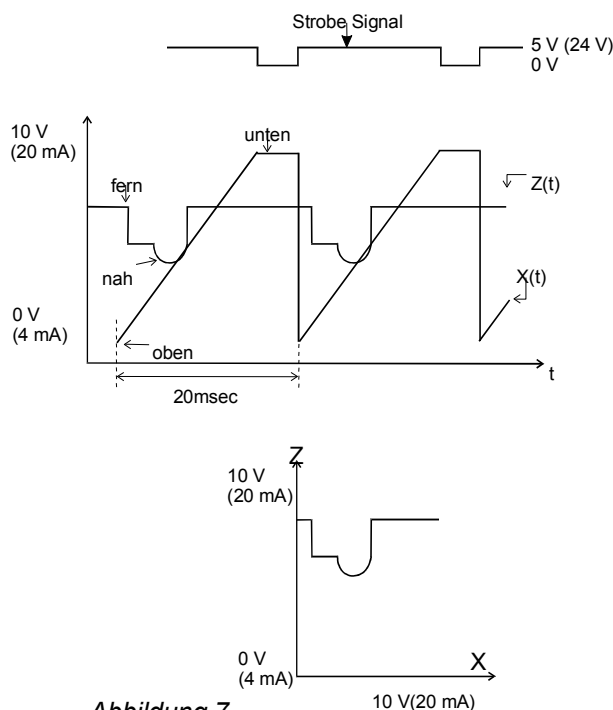 Strobe Signal
5 V (24 V)
0 V
10 V
(20 mA)
unten
fern
Z(t)
nah
X(t)
0 V
(4 mA)
oben
t
20msec
Z
10 V
(20 mA)
0 V
(4 mA)
X
10 V(20 mA)
Abbildung 7